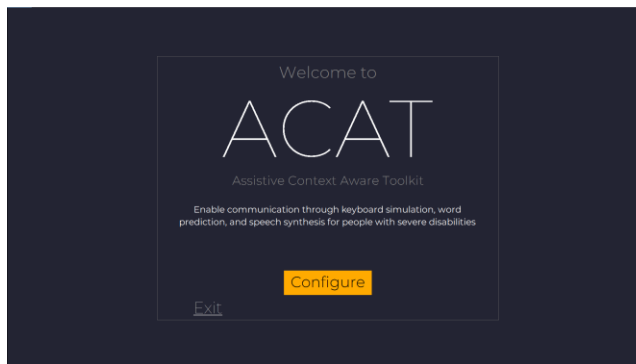 Welcome to
ACAT
Assistive Context Aware Toolkit
Enable communication through keyboard simulation, word
prediction, and speech synthesis for people with severe disabilities
Configure
Exit